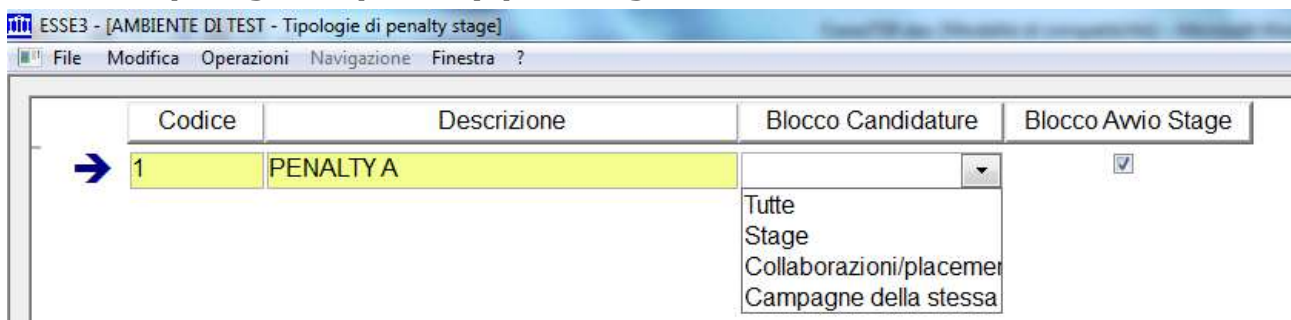 ESSE3 - [AMBIENTE DI TEST - Tipologie di penalty stage]
File Modifica Operazioni Navigazione Finestra ?
Codice Descrizione Blocco Candidature Blocco Avvio Stage
1 PENALTY A
Tutte
Stage
Collaborazioni/placemen
Campagne della stessa